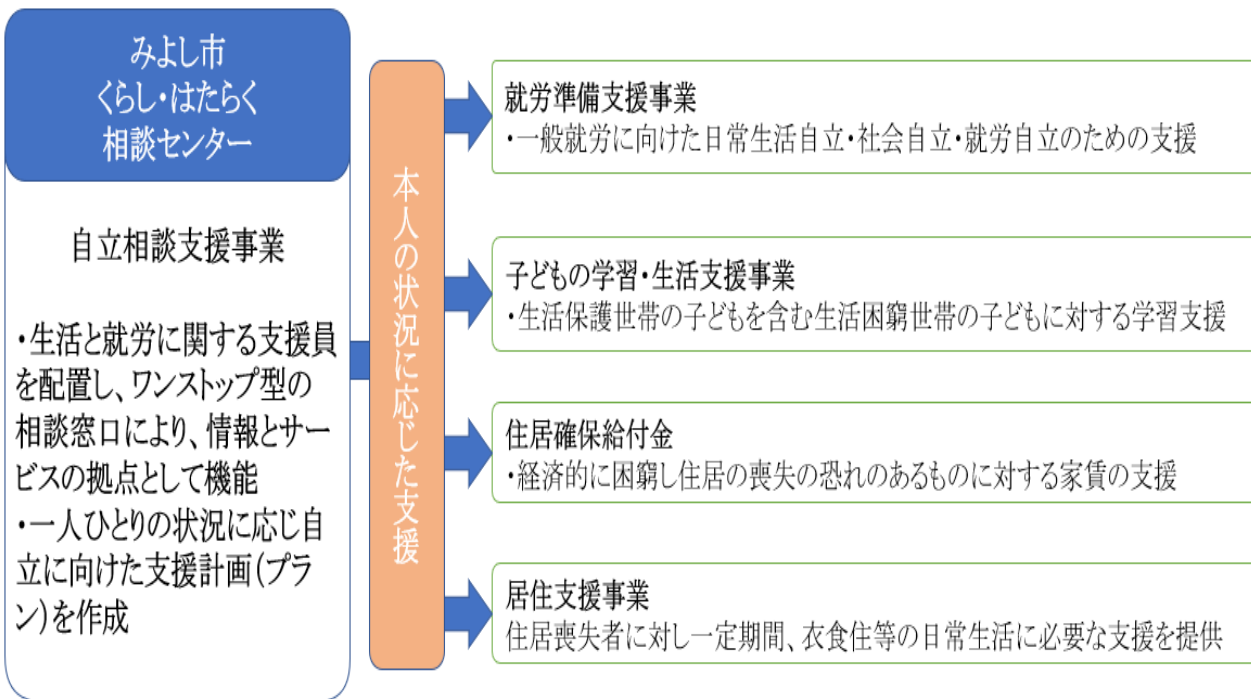 みよし市
くらし・はたらく
相談センター
自立相談支援事業
・生活と就労に関する支援員
を配置し、ワンストップ型の
相談窓口により、情報とサー
ビスの拠点として機能
・一人ひとりの状況に応じ自
立に向けた支援計画(プラ
ン)を作成
本人の状況に応じた支援
就労準備支援事業
・一般就労に向けた日常生活自立・社会自立・就労自立のための支援
子どもの学習・生活支援事業
・生活保護世帯の子どもを含む生活困窮世帯の子どもに対する学習支援
住居確保給付金
・経済的に困窮し住居の喪失の恐れのあるものに対する家賃の支援
居住支援事業
住居喪失者に対し一定期間、衣食住等の日常生活に必要な支援を提供